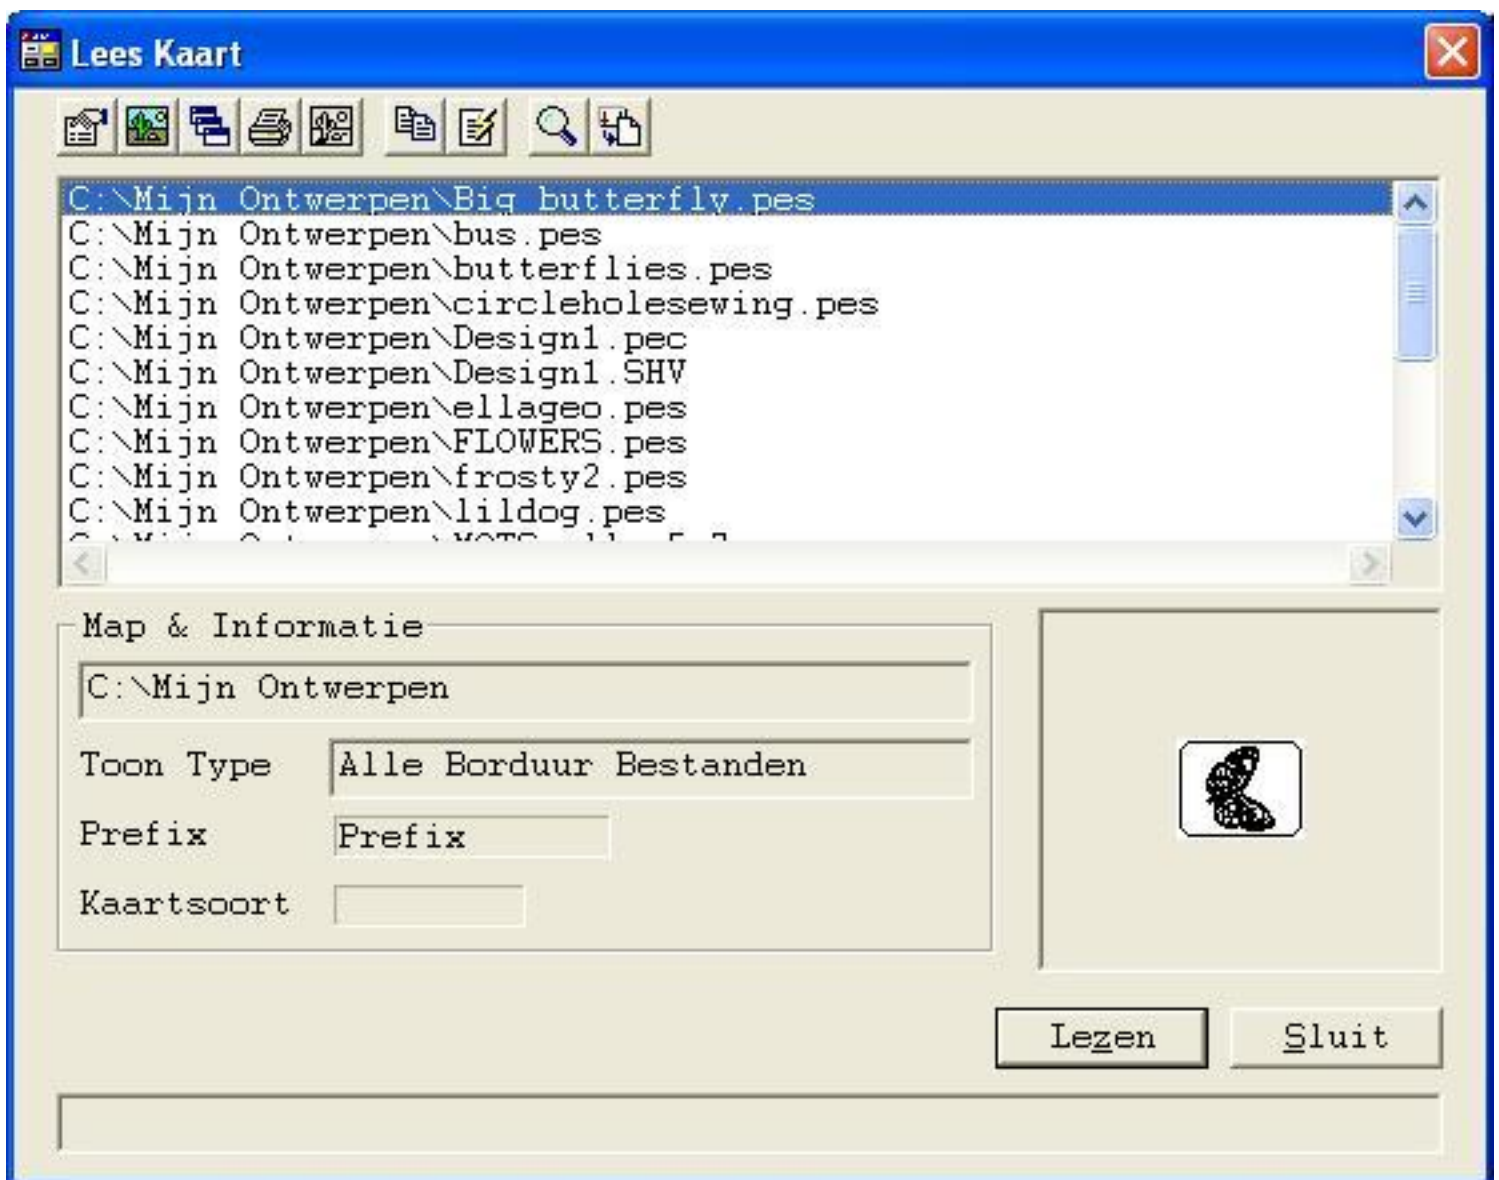 Lees Kaart
C:\Mijn Ontwerpen\Big butterfly.pes
C:\Mijn Ontwerpen\bus.pes
C:\Mijn Ontwerpen\butterflies.pes
C:\Mijn Ontwerpen\circleholesewing.pes
C:\Mijn Ontwerpen\Design1.pec
C:\Mijn Ontwerpen\Design1.SHV
C:\Mijn Ontwerpen\ellageo.pes
C:\Mijn Ontwerpen\FLOWERS.pes
C:\Mijn Ontwerpen\frosty2.pes
C:\Mijn Ontwerpen\lildog.pes
Map & Informatie
C:\Mijn Ontwerpen
Toon Type Alle Borduur Bestanden
Prefix Prefix
Kaartsoort
Lezen Sluit